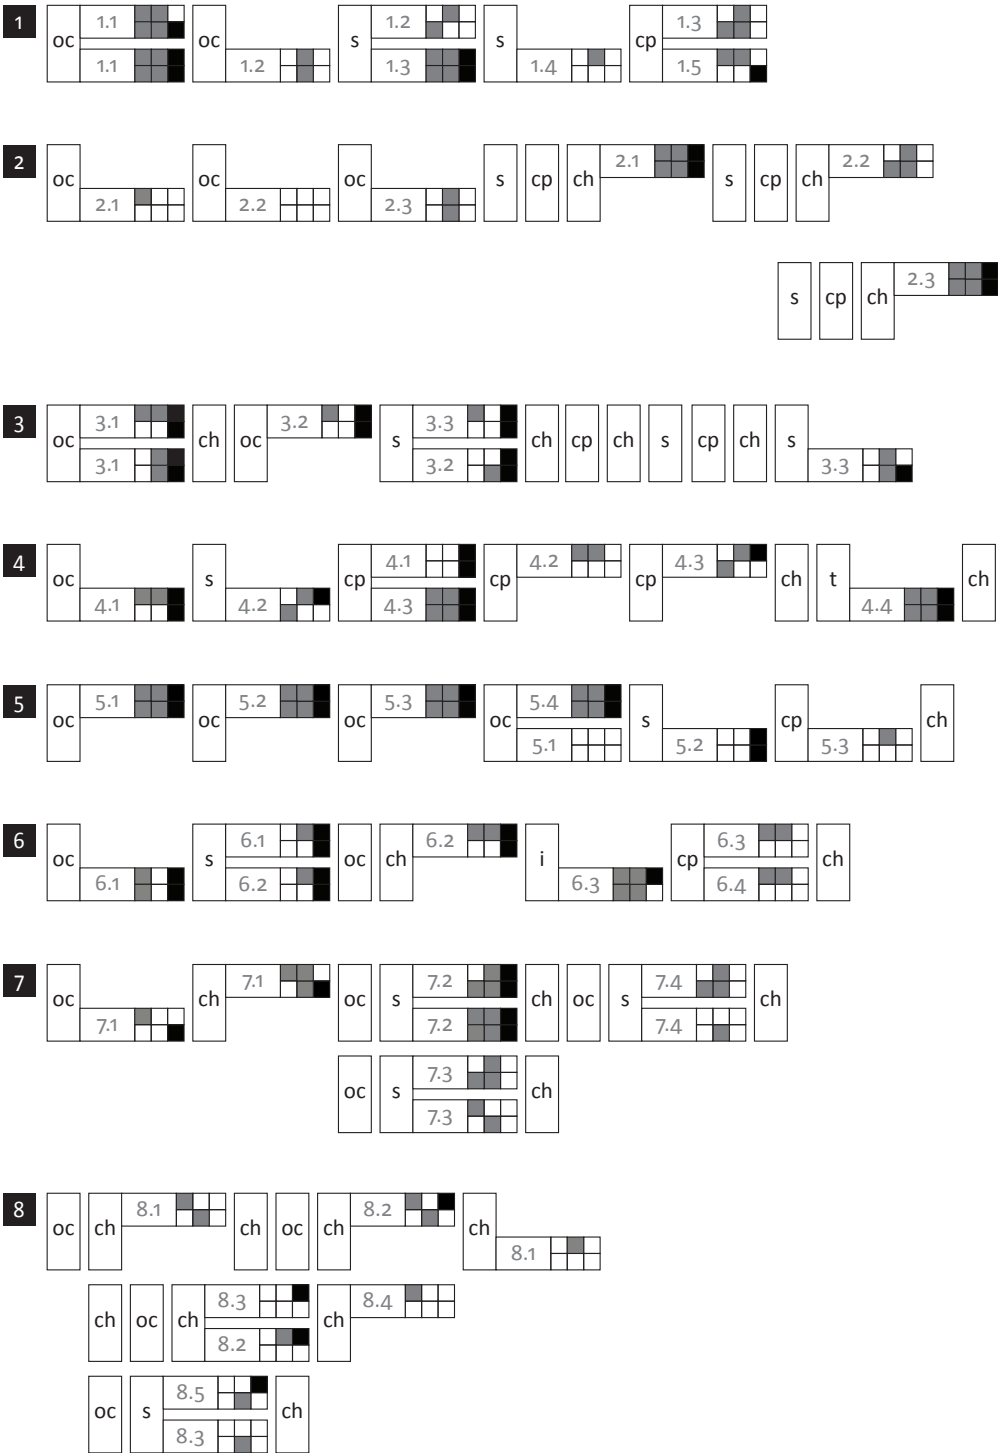 1 oc 1.1 1.1 oc 1.2 s 1.2 1.3 s 1.4 cp 1.3 1.5
2 oc 2.1 oc 2.2 oc 2.3 s cp ch 2.1 s cp ch 2.2
s cp ch 2.3
3 oc 3.1 3.1 ch oc 3.2 s 3.3 3.2 ch cp ch s cp ch s 3.3
4 oc 4.1 s 4.2 cp 4.1 4.3 cp 4.2 cp 4.3 ch t 4.4 ch
5 oc 5.1 oc 5.2 oc 5.3 oc 5.4 5.1 s 5.2 cp 5.3 ch
6 oc 6.1 s 6.1 6.2 oc ch 6.2 i 6.3 cp 6.3 6.4 ch
7 oc 7.1 ch 7.1 oc s 7.2 7.2 ch oc s 7.4 7.4 ch
oc s 7.3 7.3 ch
8 oc ch 8.1 ch oc ch 8.2 ch 8.1
ch oc ch 8.3 8.2 ch 8.4
oc s 8.5 8.3 ch